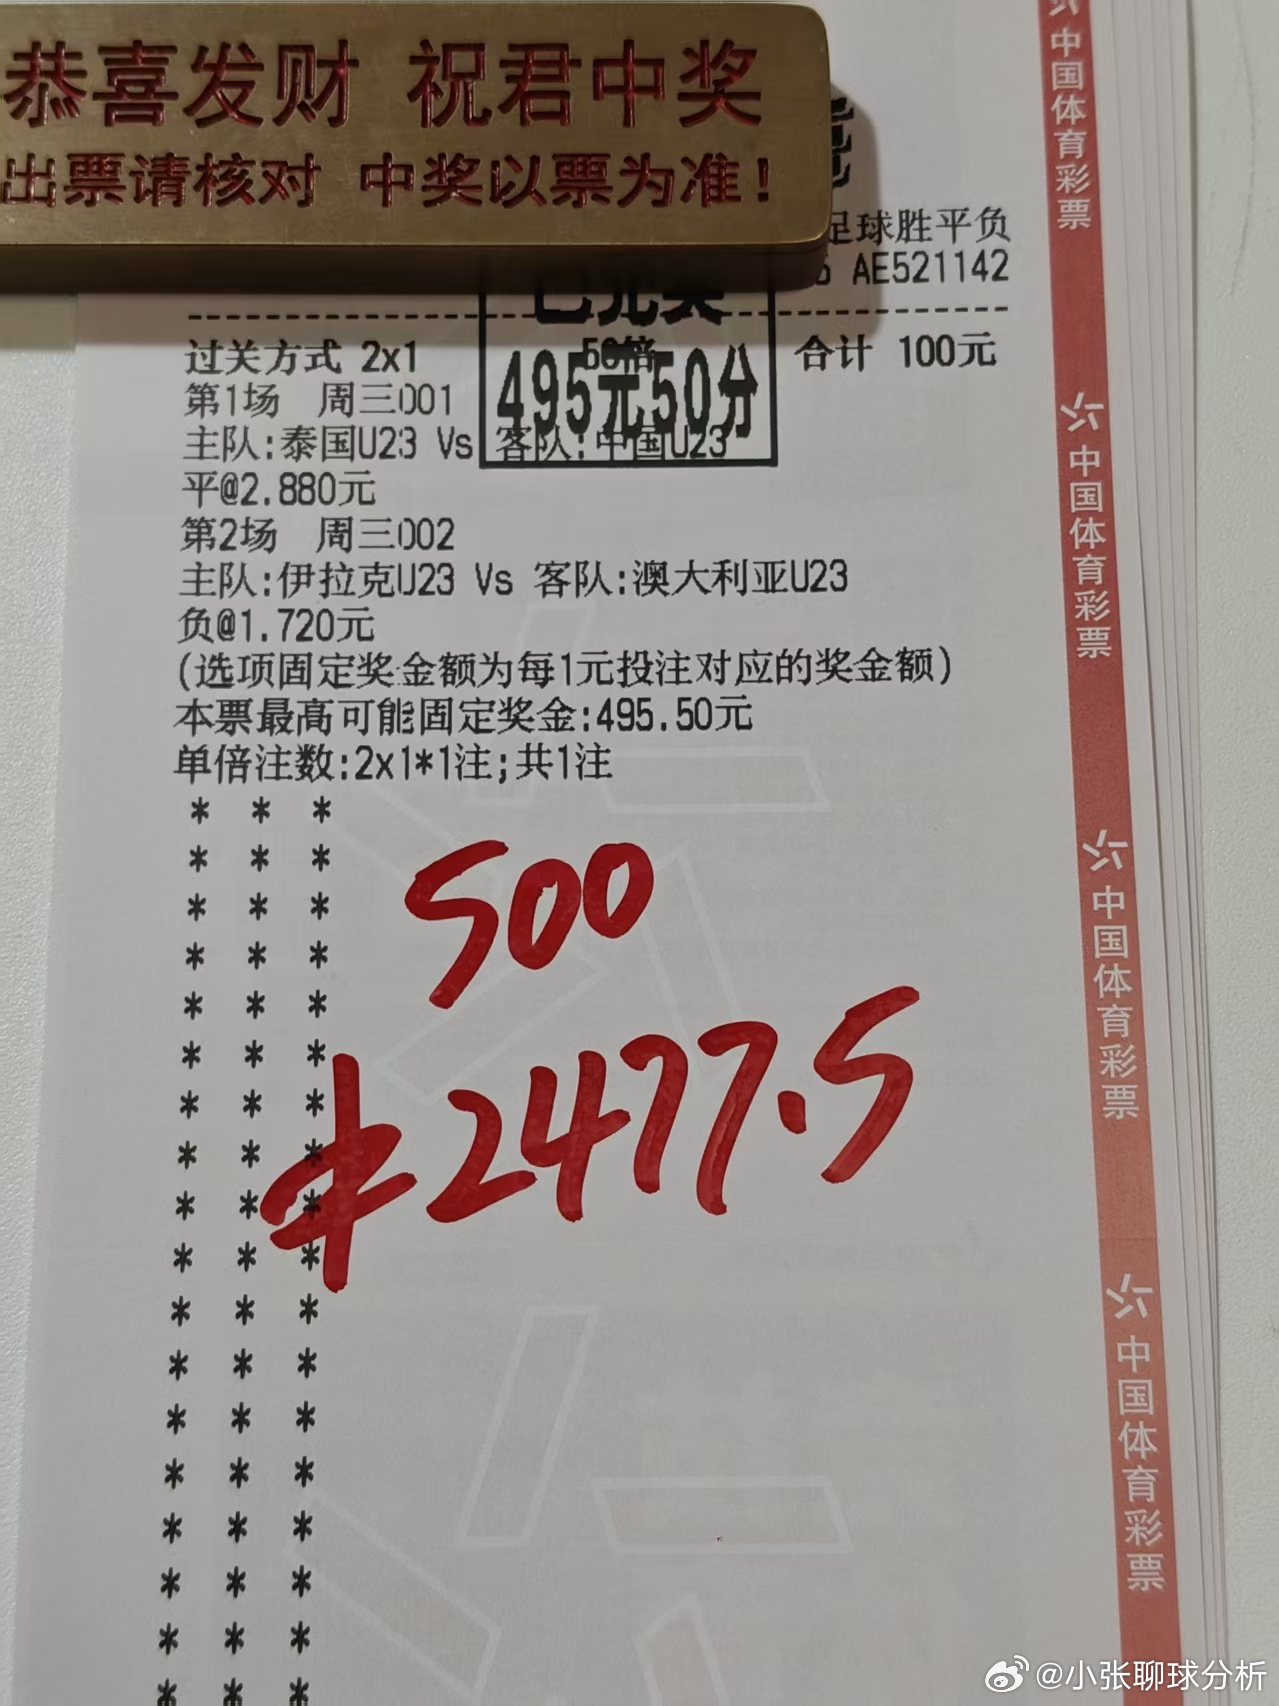 恭喜发财 祝君中奖
出票请核对 中奖以票为准！
足球胜平负
AE521142
已兑奖
495元50分
过关方式 2x1 50倍 合计 100元
第1场 周三001
主队:泰国U23 Vs 客队:中国U23
平@2.880元
第2场 周三002
主队:伊拉克U23 Vs 客队:澳大利亚U23
负@1.720元
(选项固定奖金额为每1元投注对应的奖金额)
本票最高可能固定奖金:495.50元
单倍注数:2x1*1注;共1注
500
中2477.5
中国体育彩票
中国体育彩票
中国体育彩票
中国体育彩票
@小张聊球分析